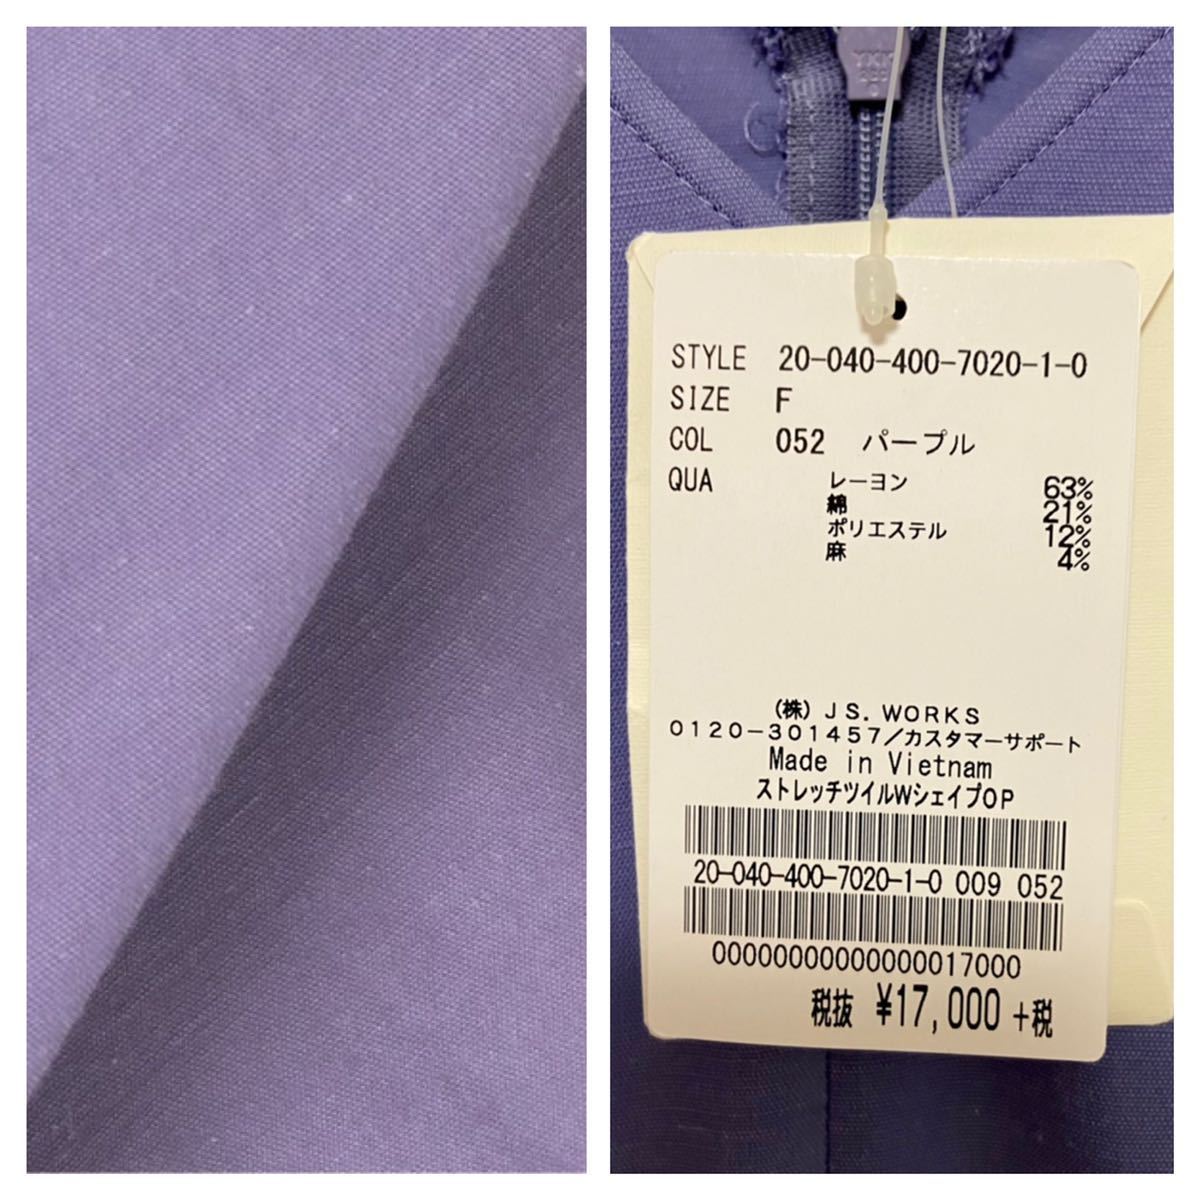 YKK
STYLE 20-040-400-7020-1-0
SIZE F
COL 052 パープル
QUA レーヨン 63%
綿 21%
ポリエステル 12%
麻 4%
(株)JS.WORKS
0120-301457/カスタマーサポート
Made in Vietnam
ストレッチツイルWシェイプOP
20-040-400-7020-1-0 009 052
00000000000000017000
税抜 ¥17,000 +税